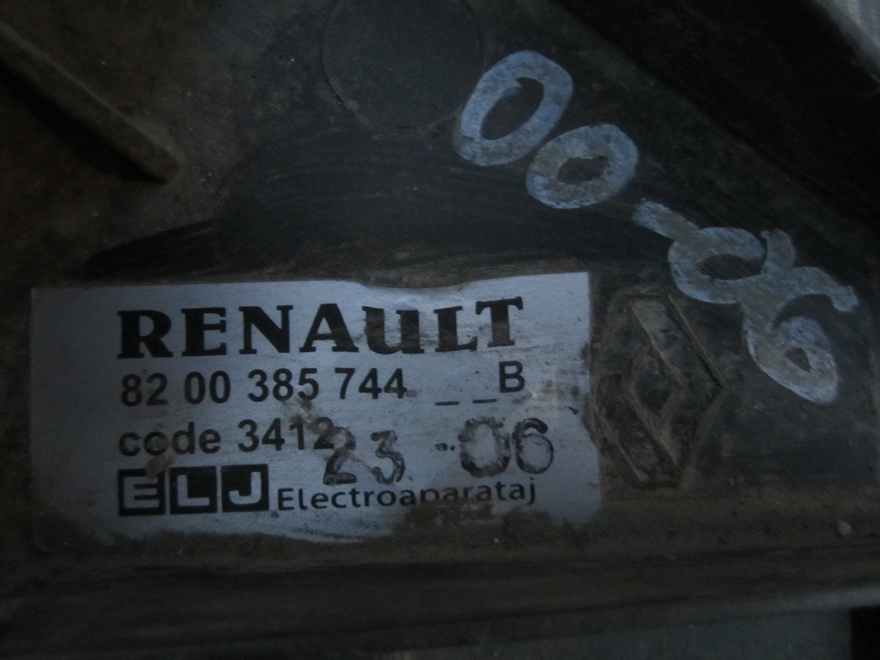 00-06
RENAULT
82 00 385 744 _ _B
code 3412
23 -06
ELJ Electroaparataj